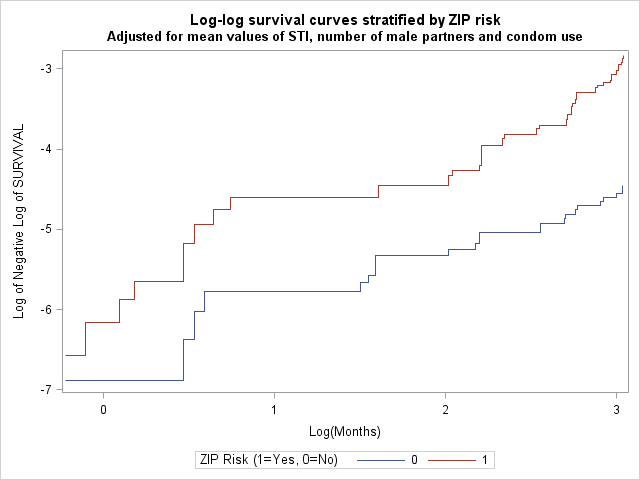 Log-log survival curves stratified by ZIP risk
Adjusted for mean values of STI, number of male partners and condom use
Log of Negative Log of SURVIVAL
-3
-4
-5
-6
-7
0 1 2 3
Log(Months)
ZIP Risk (1=Yes, 0=No) 0 1